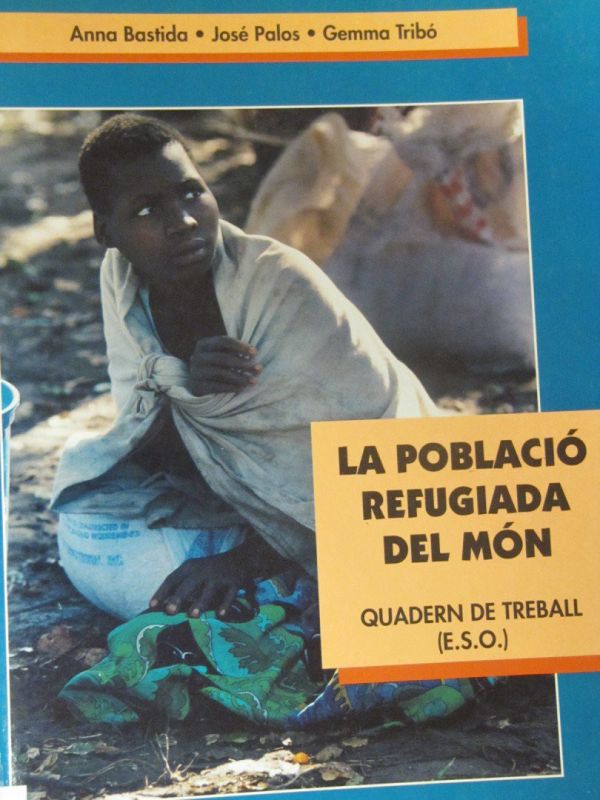 Anna Bastida • José Palos • Gemma Tribó
LA POBLACIÓ
REFUGIADA
DEL MÓN
QUADERN DE TREBALL
(E.S.O.)